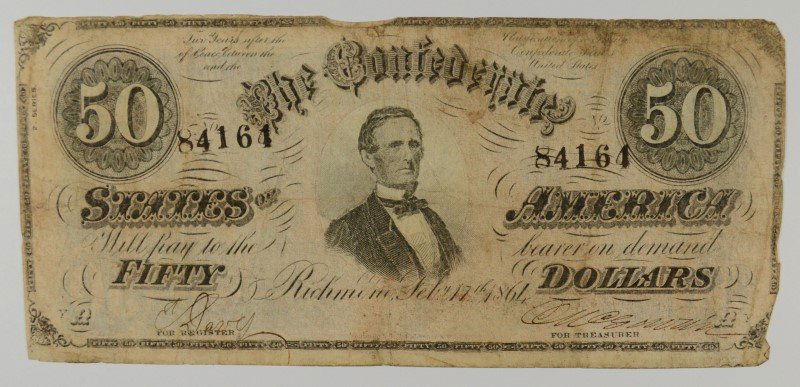 Two Years after the
of Peace between the
and the
Confederate States
United States
The Confederate
50
50
2 SERIES
84164
84164
STATES OF
AMERICA
Will pay to the
bearer on demand
FIFTY
Richmond, Feb. 17th 1864
DOLLARS
FOR REGISTER
FOR TREASURER